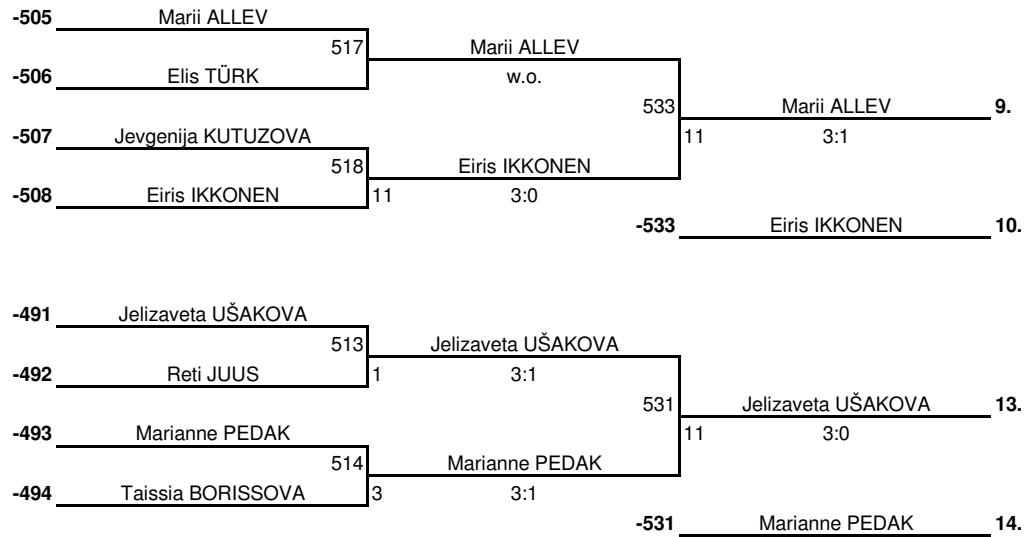 -505 Marii ALLEV
517 Marii ALLEV
-506 Elis TÜRK w.o.
533 Marii ALLEV 9.
-507 Jevgenija KUTUZOVA 11 3:1
518 Eiris IKKONEN
-508 Eiris IKKONEN 11 3:0
-533 Eiris IKKONEN 10.
-491 Jelizaveta UŠAKOVA
513 Jelizaveta UŠAKOVA
-492 Reti JUUS 1 3:1
531 Jelizaveta UŠAKOVA 13.
-493 Marianne PEDAK 11 3:0
514 Marianne PEDAK
-494 Taissia BORISSOVA 3 3:1
-531 Marianne PEDAK 14.